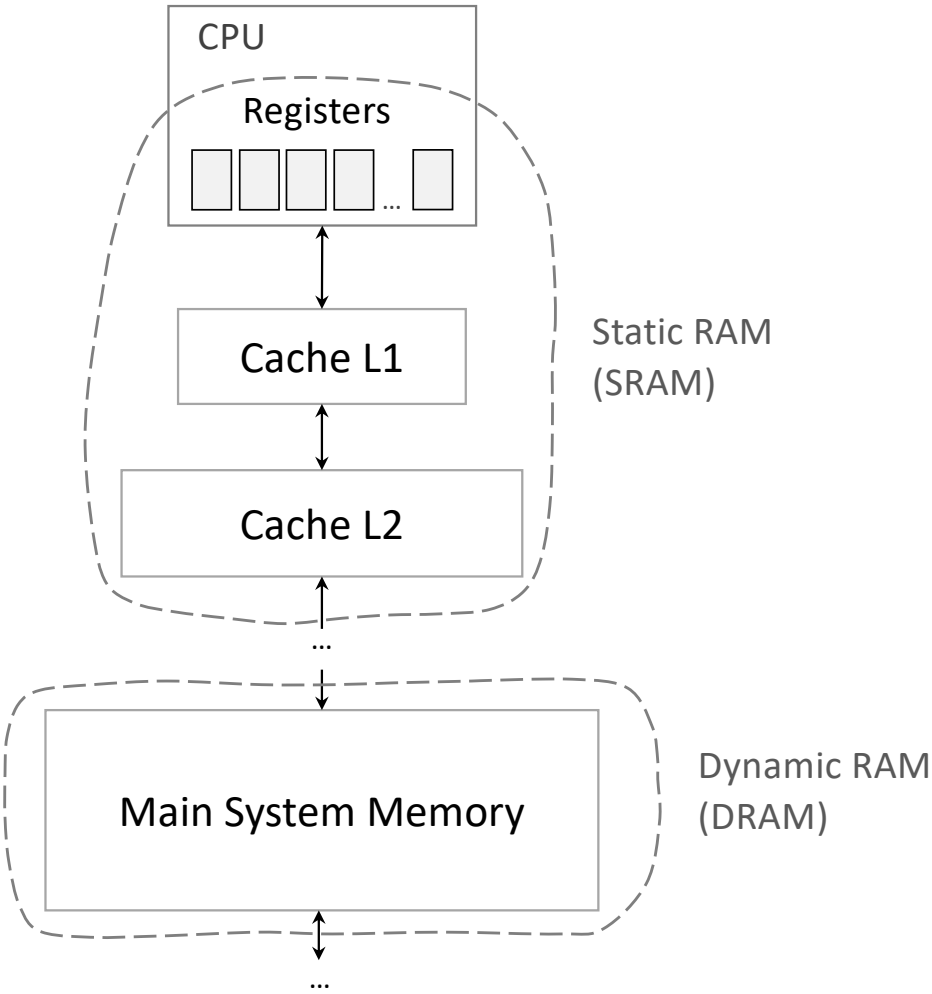 CPU
Registers
...
Cache L1
Static RAM
(SRAM)
Cache L2
...
Dynamic RAM
(DRAM)
Main System Memory
...